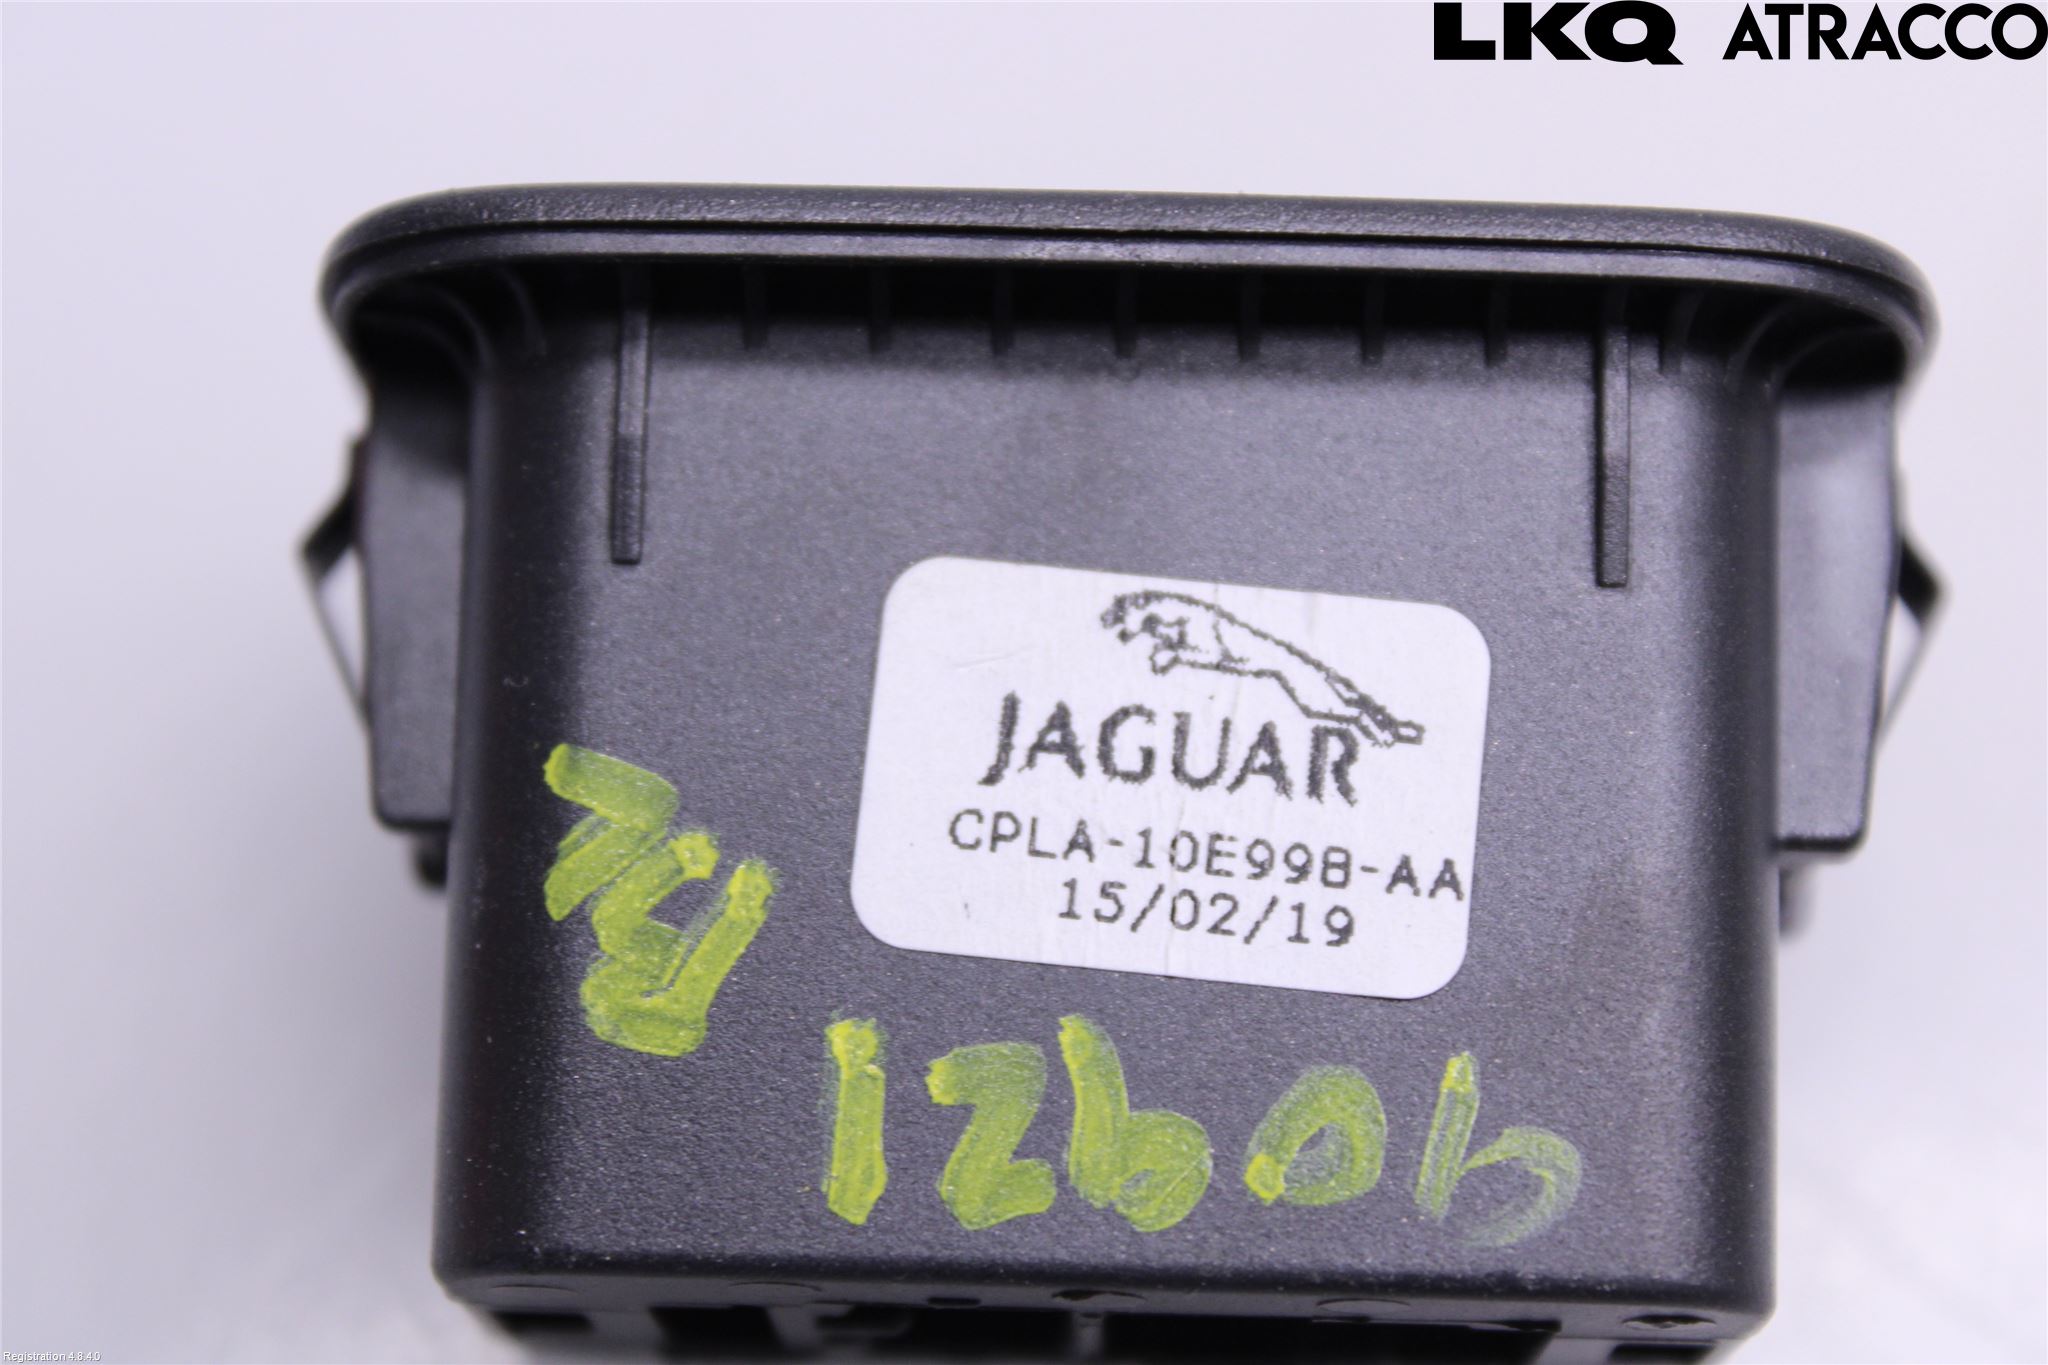 LKQ ATRACCO
JAGUAR
CPLA-10E998-AA
15/02/19
12606
Registration 4.8.4.0